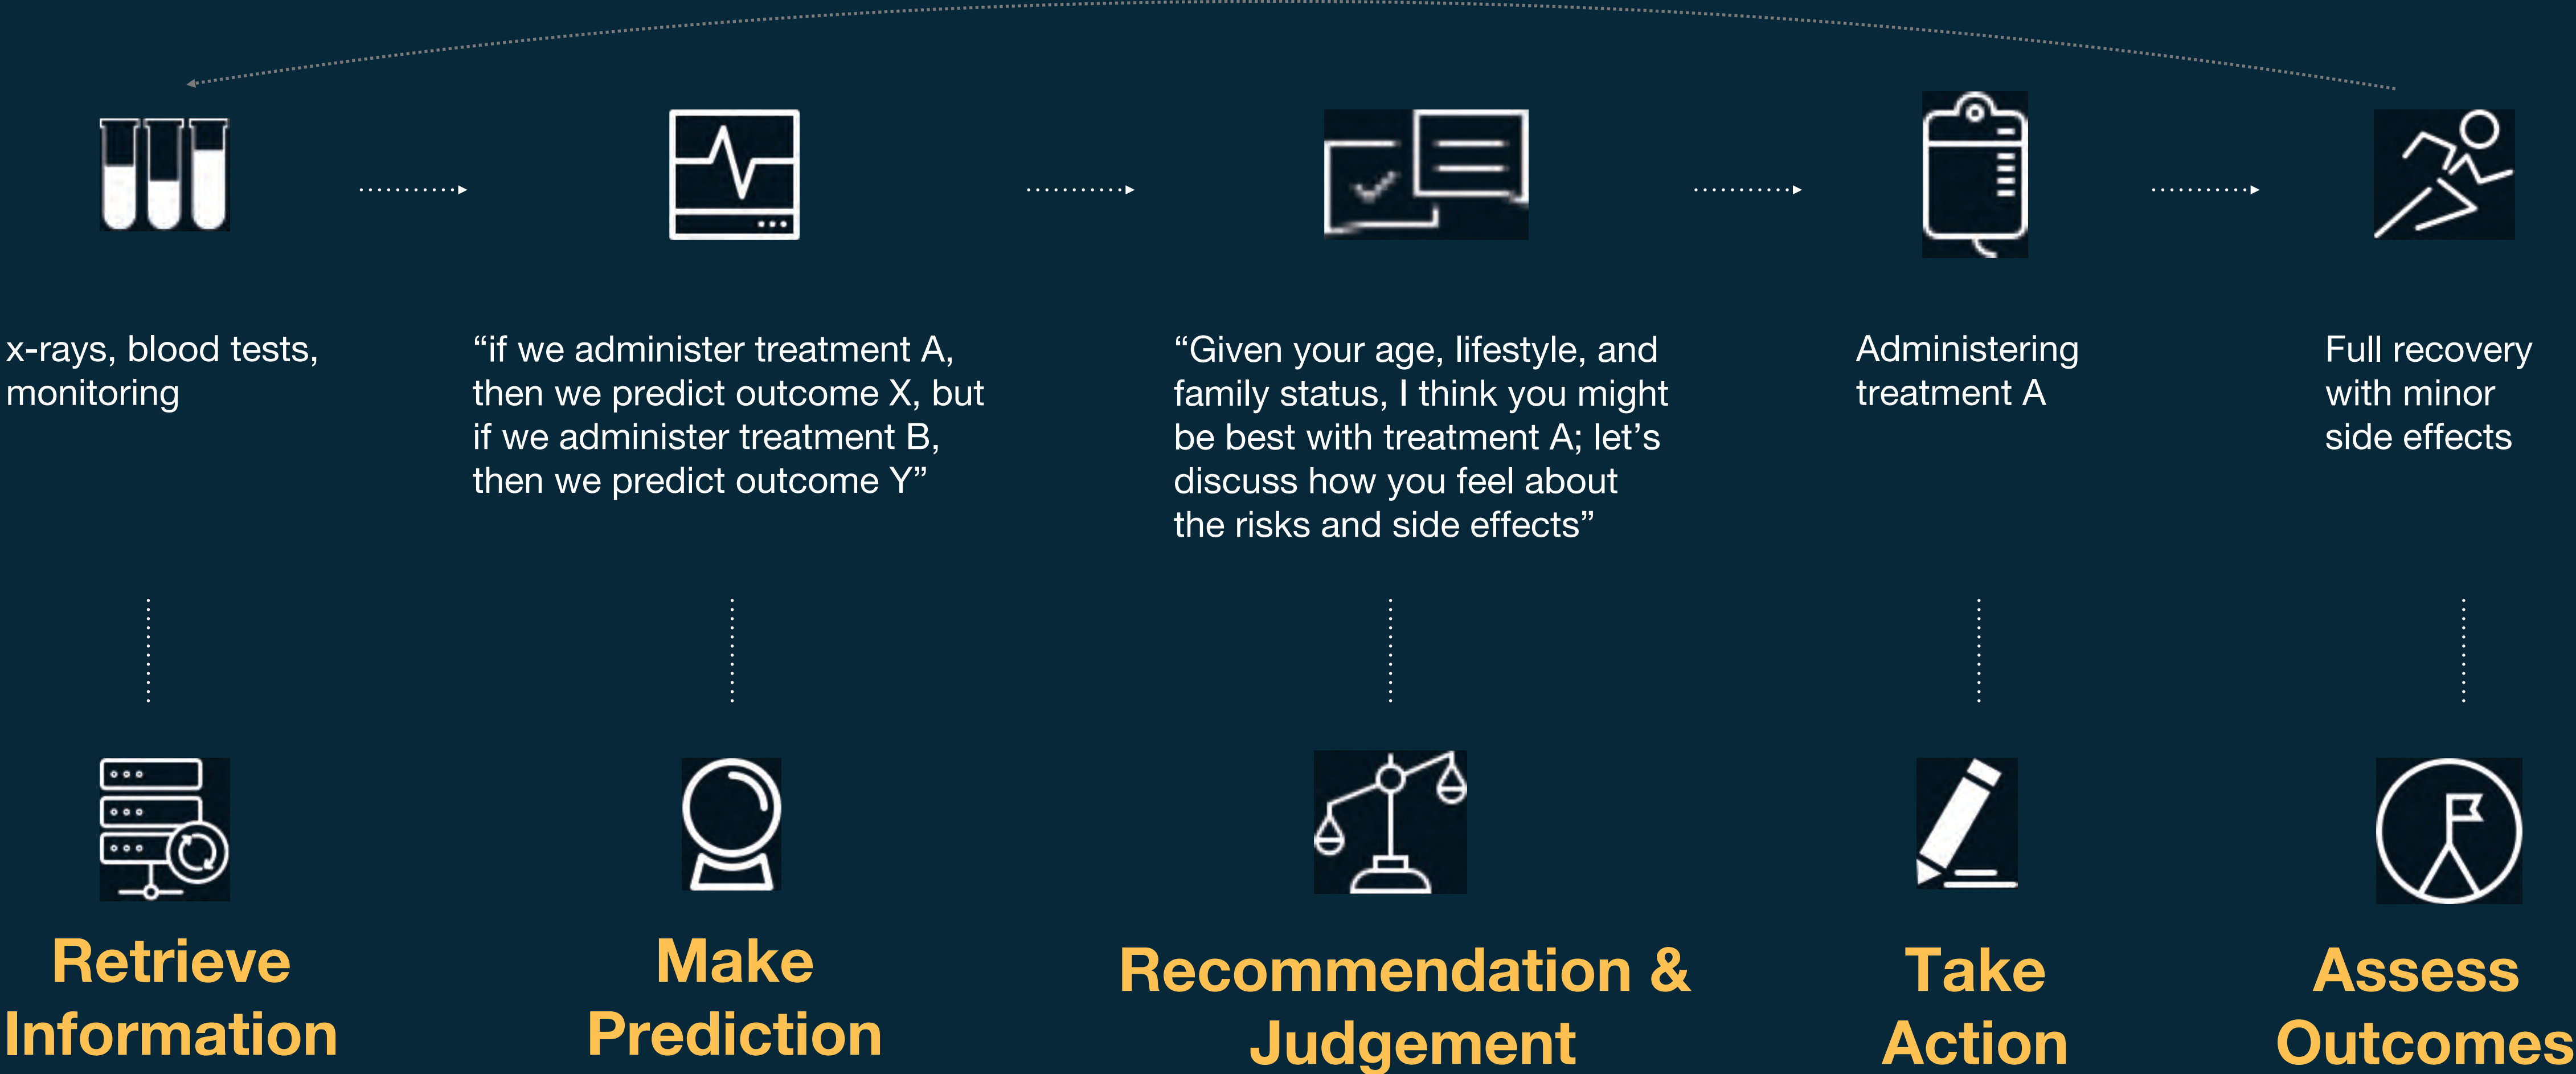 x-rays, blood tests,
monitoring
“if we administer treatment A,
then we predict outcome X, but
if we administer treatment B,
then we predict outcome Y”
“Given your age, lifestyle, and
family status, I think you might
be best with treatment A; let’s
discuss how you feel about
the risks and side effects”
Administering
treatment A
Full recovery
with minor
side effects
Retrieve
Information
Make
Prediction
Recommendation &
Judgement
Take
Action
Assess
Outcomes